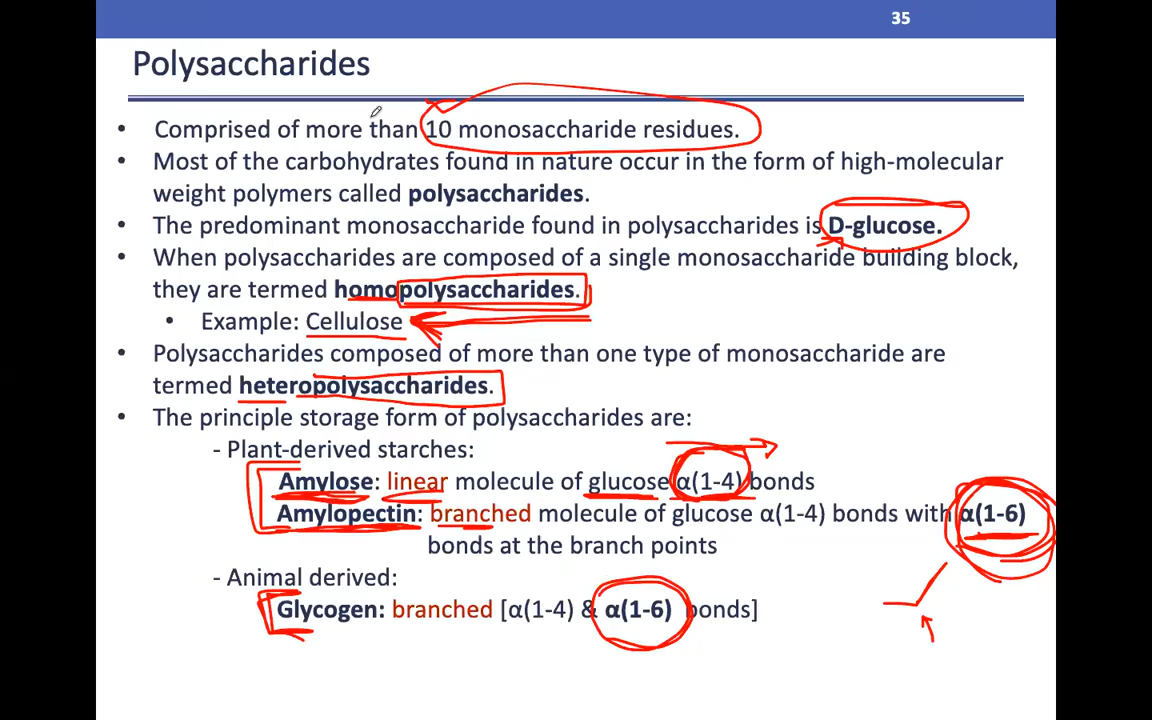 35
Polysaccharides
• Comprised of more than 10 monosaccharide residues.
• Most of the carbohydrates found in nature occur in the form of high-molecular
weight polymers called polysaccharides.
• The predominant monosaccharide found in polysaccharides is D-glucose.
• When polysaccharides are composed of a single monosaccharide building block,
they are termed homopolysaccharides.
• Example: Cellulose
• Polysaccharides composed of more than one type of monosaccharide are
termed heteropolysaccharides.
• The principle storage form of polysaccharides are:
- Plant-derived starches:
Amylose: linear molecule of glucose α(1-4) bonds
Amylopectin: branched molecule of glucose α(1-4) bonds with α(1-6)
bonds at the branch points
- Animal derived:
Glycogen: branched [α(1-4) & α(1-6) bonds]